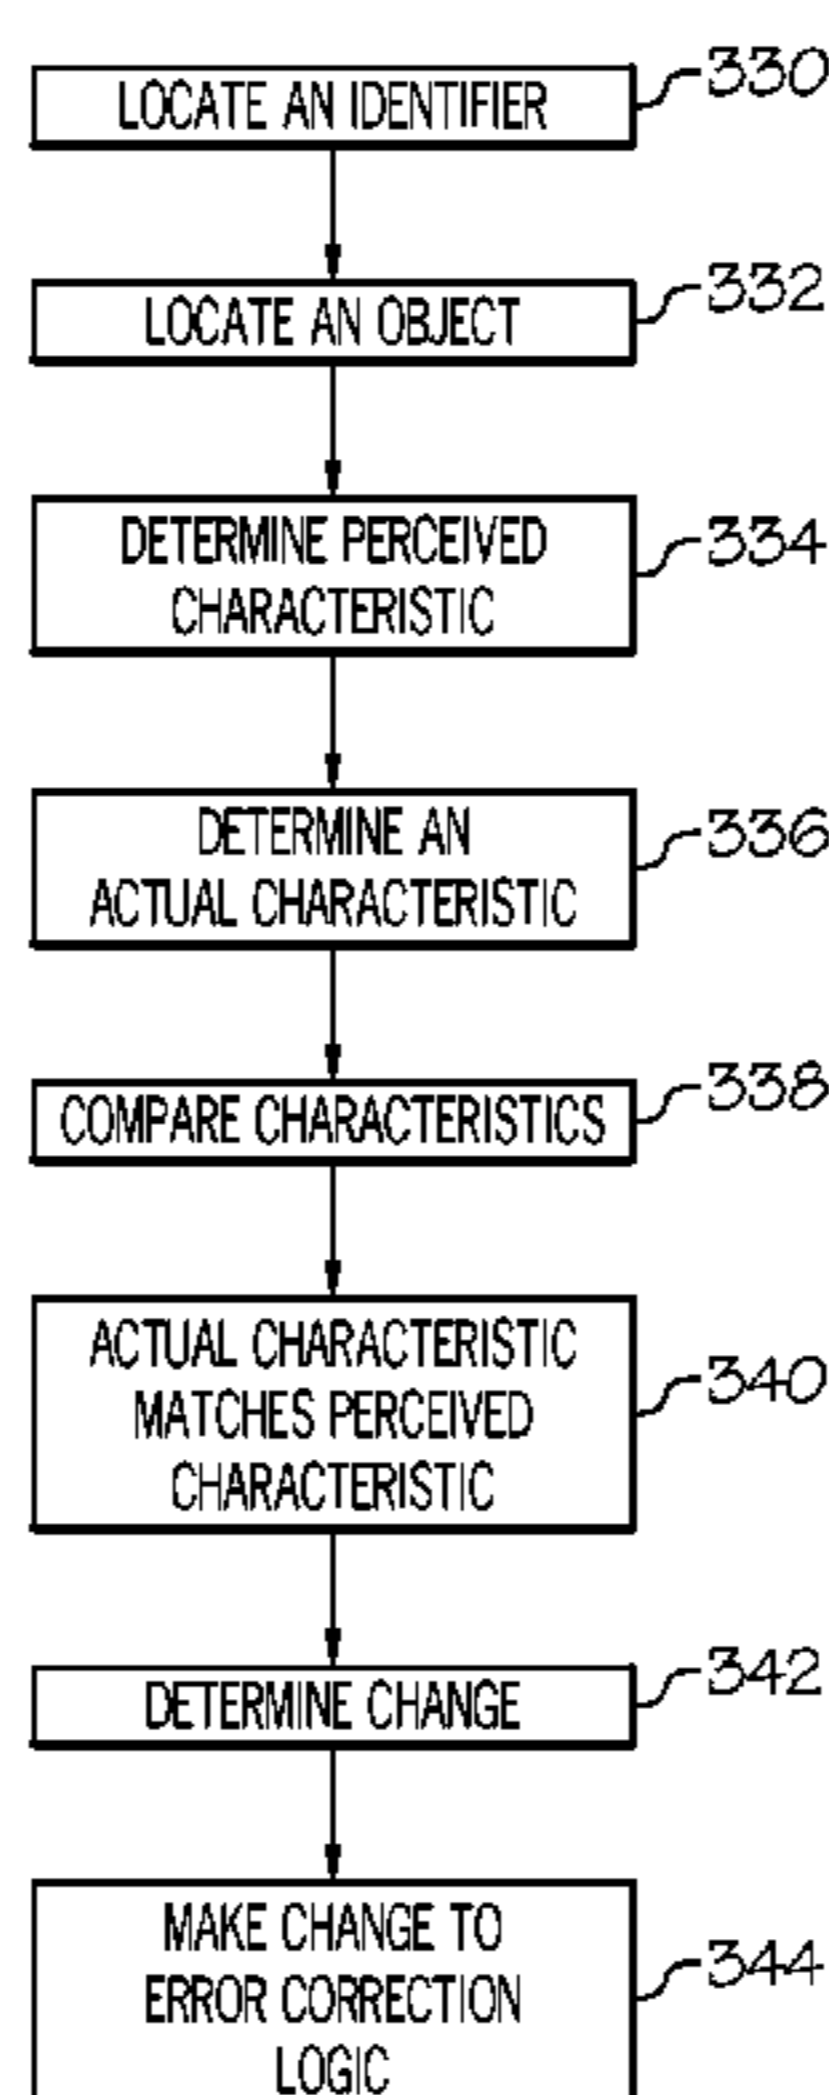 LOCATE AN IDENTIFIER
330
LOCATE AN OBJECT
332
DETERMINE PERCEIVED
CHARACTERISTIC
334
DETERMINE AN
ACTUAL CHARACTERISTIC
336
COMPARE CHARACTERISTICS
338
ACTUAL CHARACTERISTIC
MATCHES PERCEIVED
CHARACTERISTIC
340
DETERMINE CHANGE
342
MAKE CHANGE TO
ERROR CORRECTION
LOGIC
344